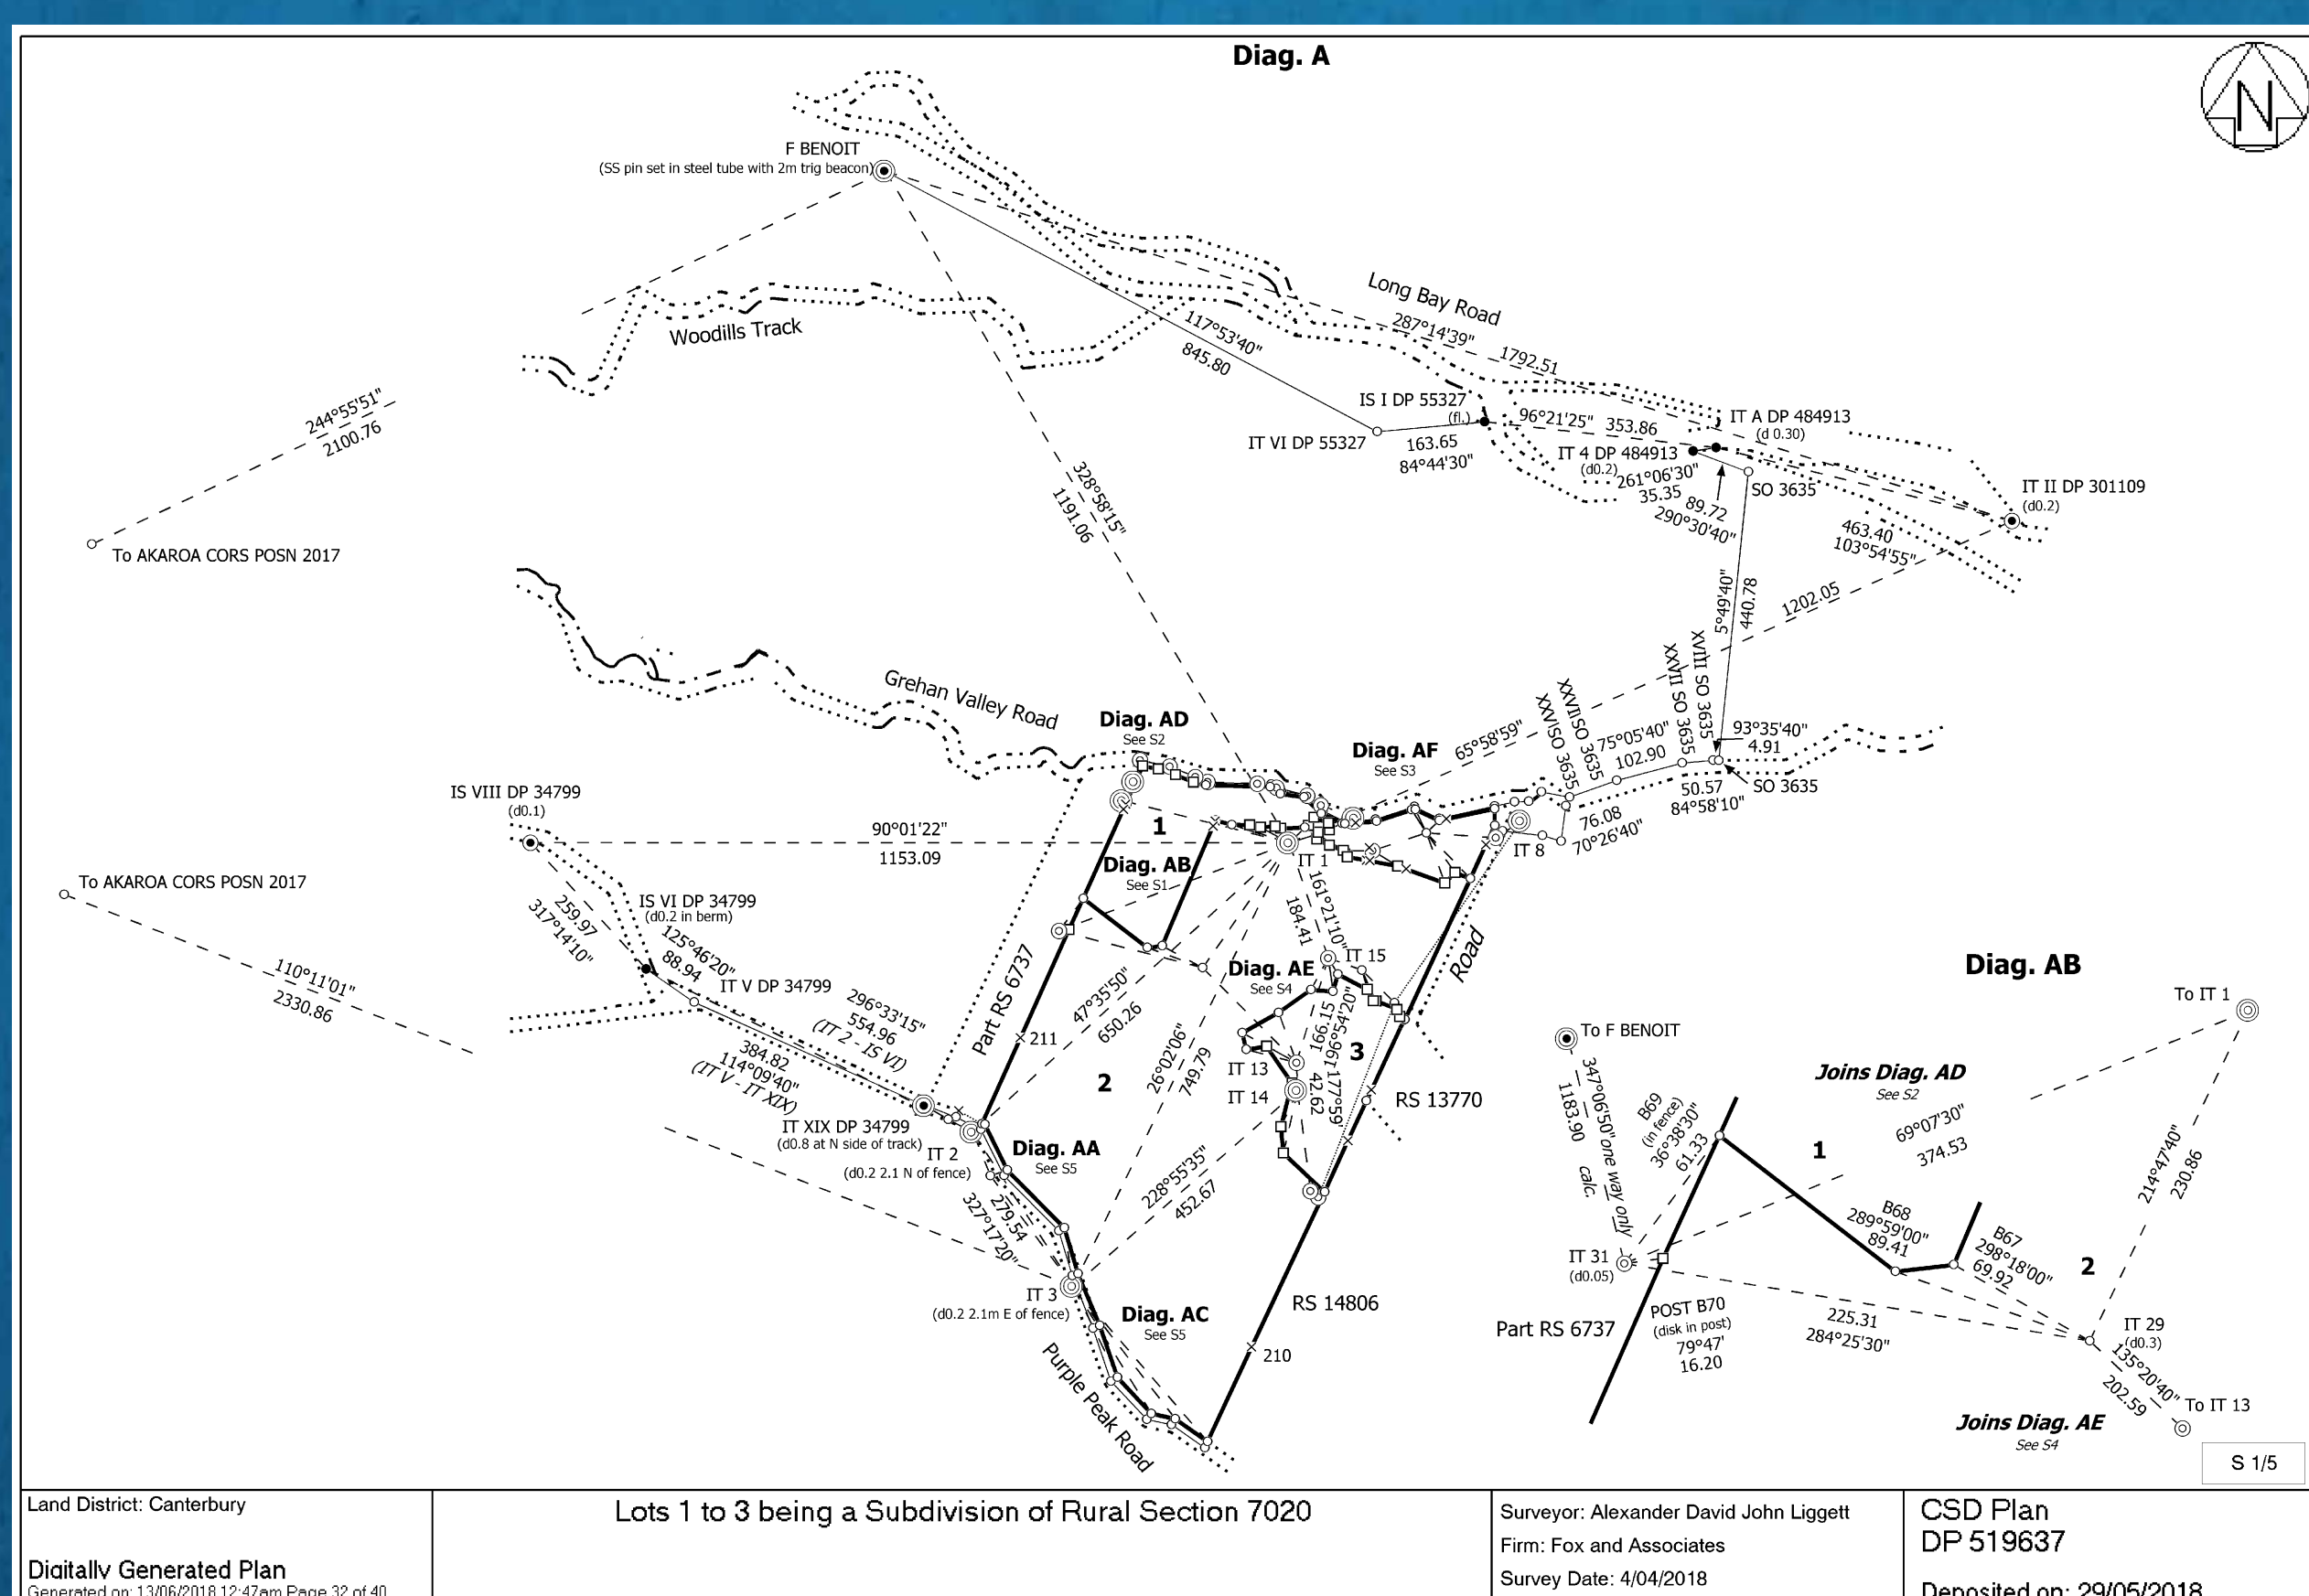 Diag. A
N
F BENOIT
(SS pin set in steel tube with 2m trig beacon)
Long Bay Road
287°14'39"
1792.51
Woodills Track
117°53'40"
845.80
244°55'51"
2100.76
IS I DP 55327
(fl.)
96°21'25" 353.86
IT A DP 484913
(d 0.30)
IT VI DP 55327
163.65
84°44'30"
IT 4 DP 484913
(d0.2)
261°06'30"
35.35
89.72
290°30'40"
SO 3635
IT II DP 301109
(d0.2)
463.40
103°54'55"
328°58'15"
1191.06
To AKAROA CORS POSN 2017
5°49'40"
440.78
1202.05
Grehan Valley Road
Diag. AD
See S2
Diag. AF
See S3
65°58'59"
XXVISO 3635
XXVIISO 3635
75°05'40"
102.90
XXVII SO 3635
XVIII SO 3635
93°35'40"
4.91
SO 3635
50.57
84°58'10"
76.08
70°26'40"
IT 8
IS VIII DP 34799
(d0.1)
90°01'22"
1153.09
1
IT 1
Diag. AB
See S1
To AKAROA CORS POSN 2017
259.97
317°14'10"
IS VI DP 34799
(d0.2 in berm)
125°46'20"
88.94
IT V DP 34799
161°21'10"
184.41
IT 15
Road
Diag. AE
See S4
110°11'01"
2330.86
296°33'15"
554.96
(IT 2 - IS VI)
384.82
114°09'40"
(IT V - IT XIX)
Part RS 6737
211
47°35'50"
650.26
26°02'06"
749.79
2
166.15
196°54'20"
3
IT 13
IT 14
42.62
177°59'
RS 13770
IT XIX DP 34799
(d0.8 at N side of track)
IT 2
(d0.2 2.1 N of fence)
Diag. AA
See S5
279.54
327°17'20"
228°55'35"
452.67
IT 3
(d0.2 2.1m E of fence)
Diag. AC
See S5
RS 14806
210
Purple Peak Road
Diag. AB
To IT 1
To F BENOIT
Joins Diag. AD
See S2
347°06'50" one way only
1183.90 calc.
B69
(in fence)
36°38'30"
61.33
1
69°07'30"
374.53
214°47'40"
230.86
B68
289°59'00"
89.41
B67
298°18'00"
69.92
2
IT 31
(d0.05)
POST B70
(disk in post)
79°47'
16.20
Part RS 6737
225.31
284°25'30"
IT 29
(d0.3)
135°20'40"
202.59
To IT 13
Joins Diag. AE
See S4
S 1/5
Land District: Canterbury
Digitally Generated Plan
Generated on: 13/06/2018 12:47am Page 32 of 40
Lots 1 to 3 being a Subdivision of Rural Section 7020
Surveyor: Alexander David John Liggett
Firm: Fox and Associates
Survey Date: 4/04/2018
CSD Plan
DP 519637
Deposited on: 29/05/2018